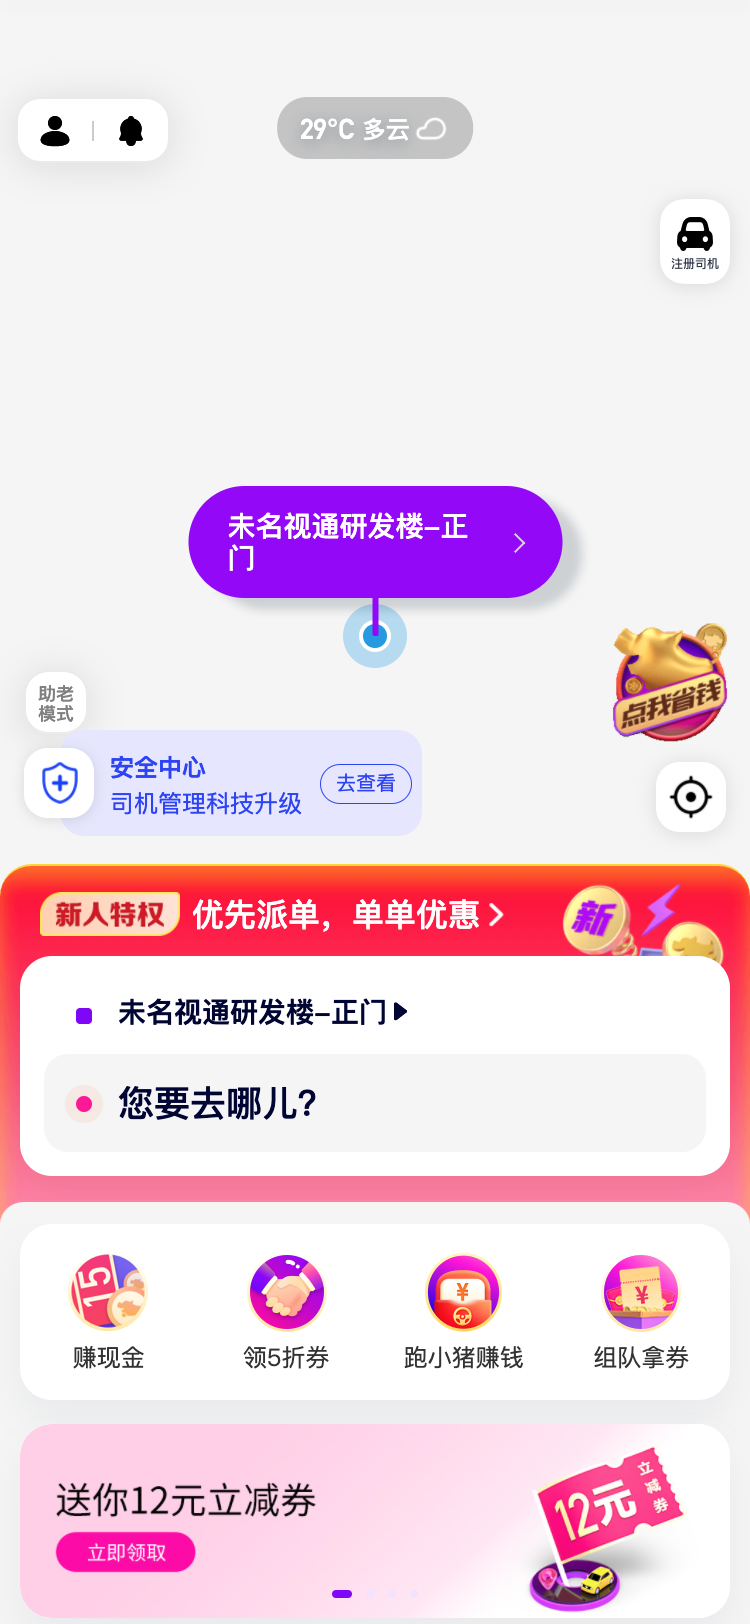 29°C 多云
注册司机
未名视通研发楼-正
门
点我省钱
助老
模式
安全中心
司机管理科技升级
去查看
新人特权 优先派单，单单优惠
新
未名视通研发楼-正门
您要去哪儿?
15
¥
¥
赚现金 领5折券 跑小猪赚钱 组队拿券
送你12元立减券
立即领取
12元
立减券